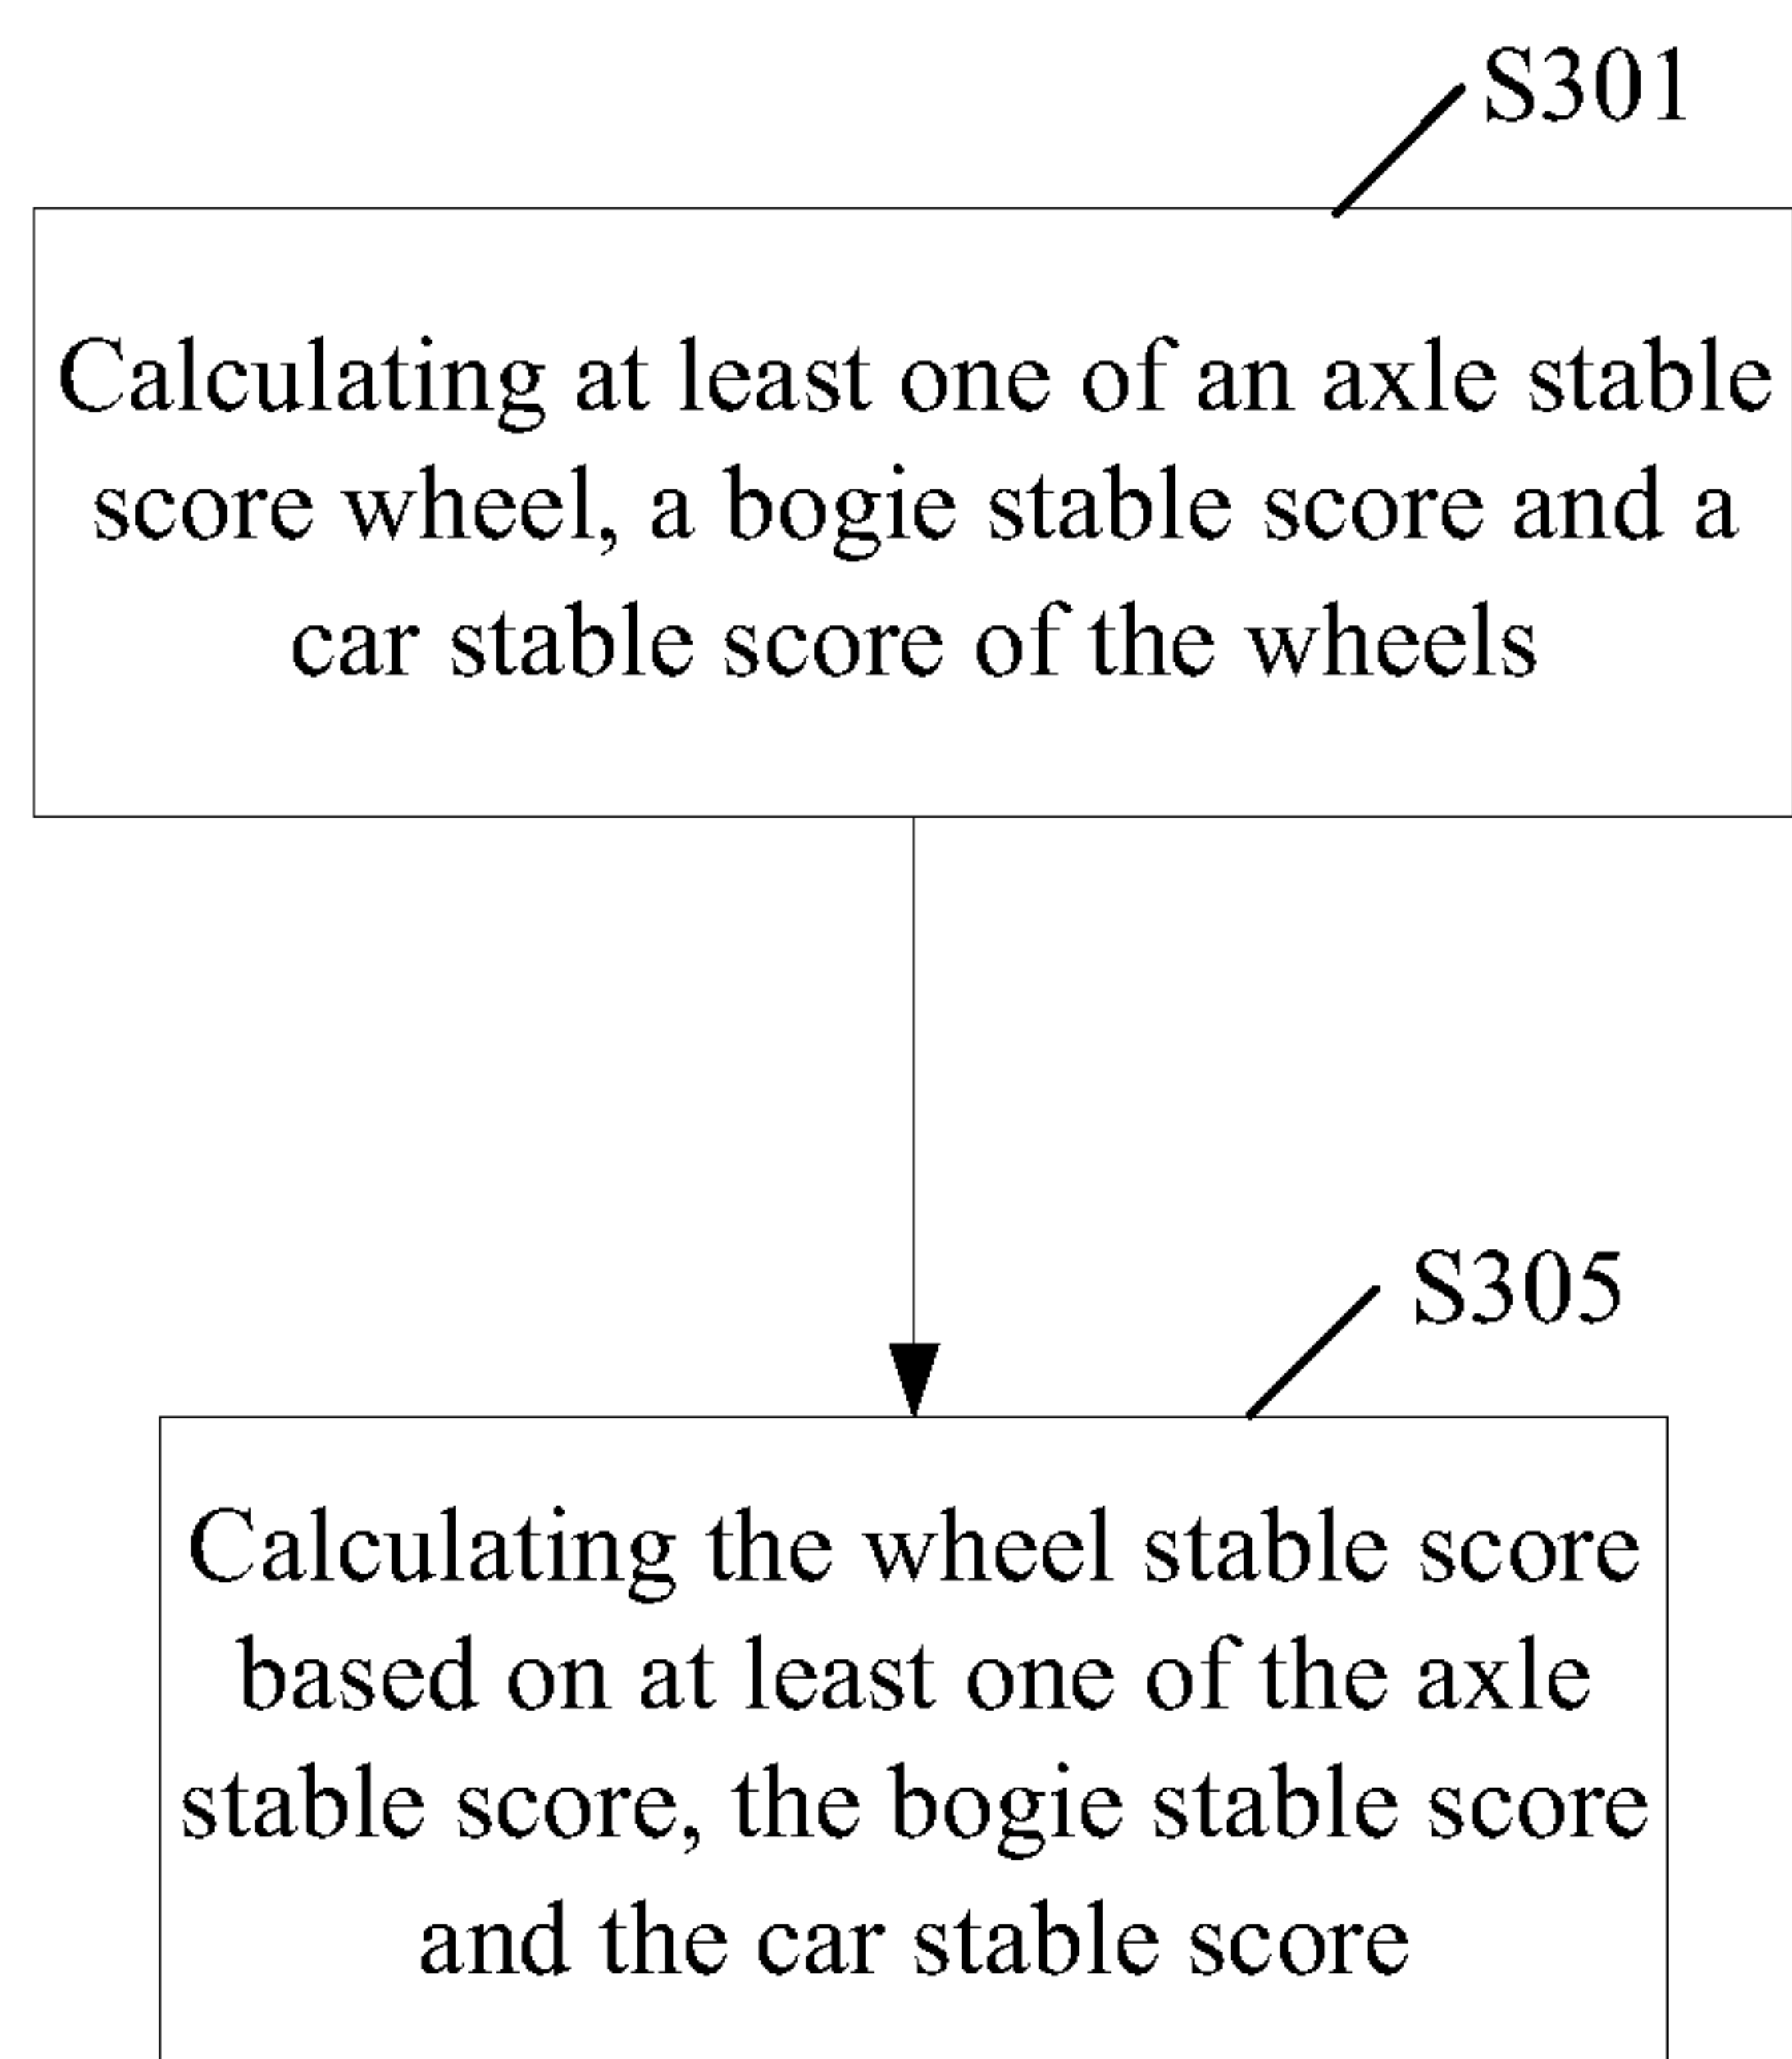 S301
Calculating at least one of an axle stable
score wheel, a bogie stable score and a
car stable score of the wheels
S305
Calculating the wheel stable score
based on at least one of the axle
stable score, the bogie stable score
and the car stable score